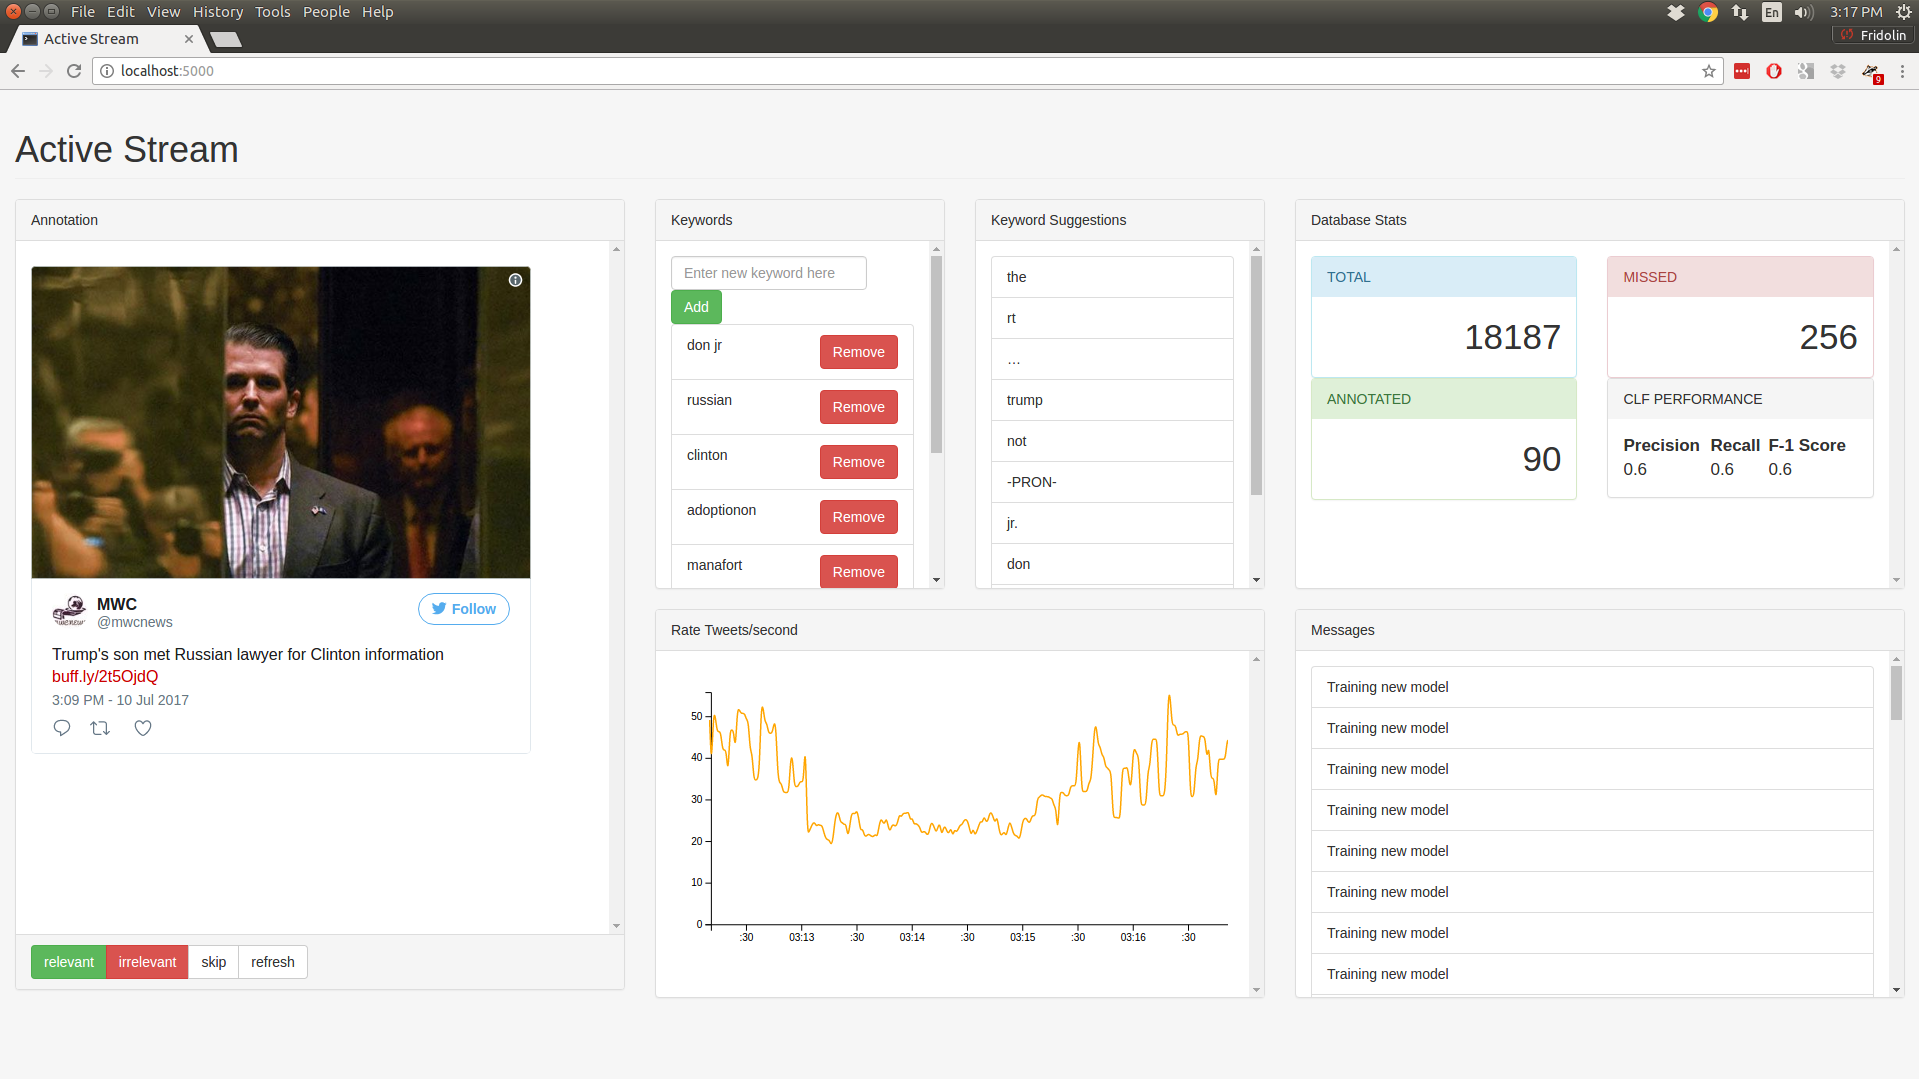 File Edit View History Tools People Help
En
3:17 PM
Active Stream
Fridolin
localhost:5000
9
Active Stream
Annotation
MWC
@mwcnews
Follow
Trump's son met Russian lawyer for Clinton information
buff.ly/2t5OjdQ
3:09 PM - 10 Jul 2017
relevant
irrelevant
skip
refresh
Keywords
Enter new keyword here
Add
don jr Remove
russian Remove
clinton Remove
adoptionon Remove
manafort Remove
Keyword Suggestions
the
rt
…
trump
not
-PRON-
jr.
don
Database Stats
TOTAL
18187
MISSED
256
ANNOTATED
90
CLF PERFORMANCE
Precision Recall F-1 Score
0.6 0.6 0.6
Rate Tweets/second
50
40
30
20
10
0
:30 03:13 :30 03:14 :30 03:15 :30 03:16 :30
Messages
Training new model
Training new model
Training new model
Training new model
Training new model
Training new model
Training new model
Training new model